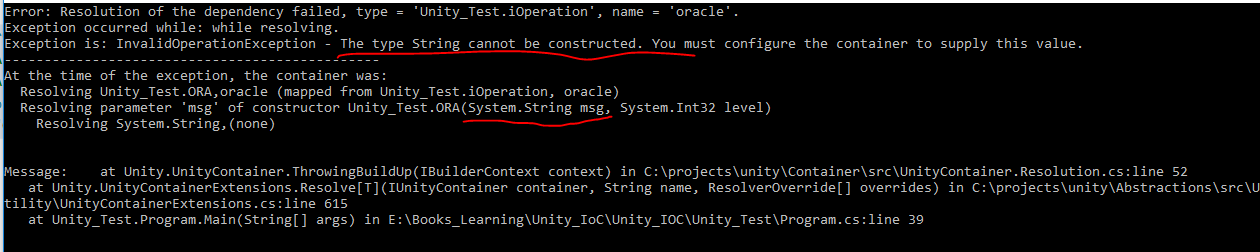 Error: Resolution of the dependency failed, type = 'Unity_Test.iOperation', name = 'oracle'.
Exception occurred while: while resolving.
Exception is: InvalidOperationException - The type String cannot be constructed. You must configure the container to supply this value.
-----------------------------------------------
At the time of the exception, the container was:
  Resolving Unity_Test.ORA,oracle (mapped from Unity_Test.iOperation, oracle)
  Resolving parameter 'msg' of constructor Unity_Test.ORA(System.String msg, System.Int32 level)
    Resolving System.String,(none)
Message:    at Unity.UnityContainer.ThrowingBuildUp(IBuilderContext context) in C:\projects\unity\Container\src\UnityContainer.Resolution.cs:line 52
   at Unity.UnityContainerExtensions.Resolve[T](IUnityContainer container, String name, ResolverOverride[] overrides) in C:\projects\unity\Abstractions\src\U
tility\UnityContainerExtensions.cs:line 615
   at Unity_Test.Program.Main(String[] args) in E:\Books_Learning\Unity_IoC\Unity_IOC\Unity_Test\Program.cs:line 39